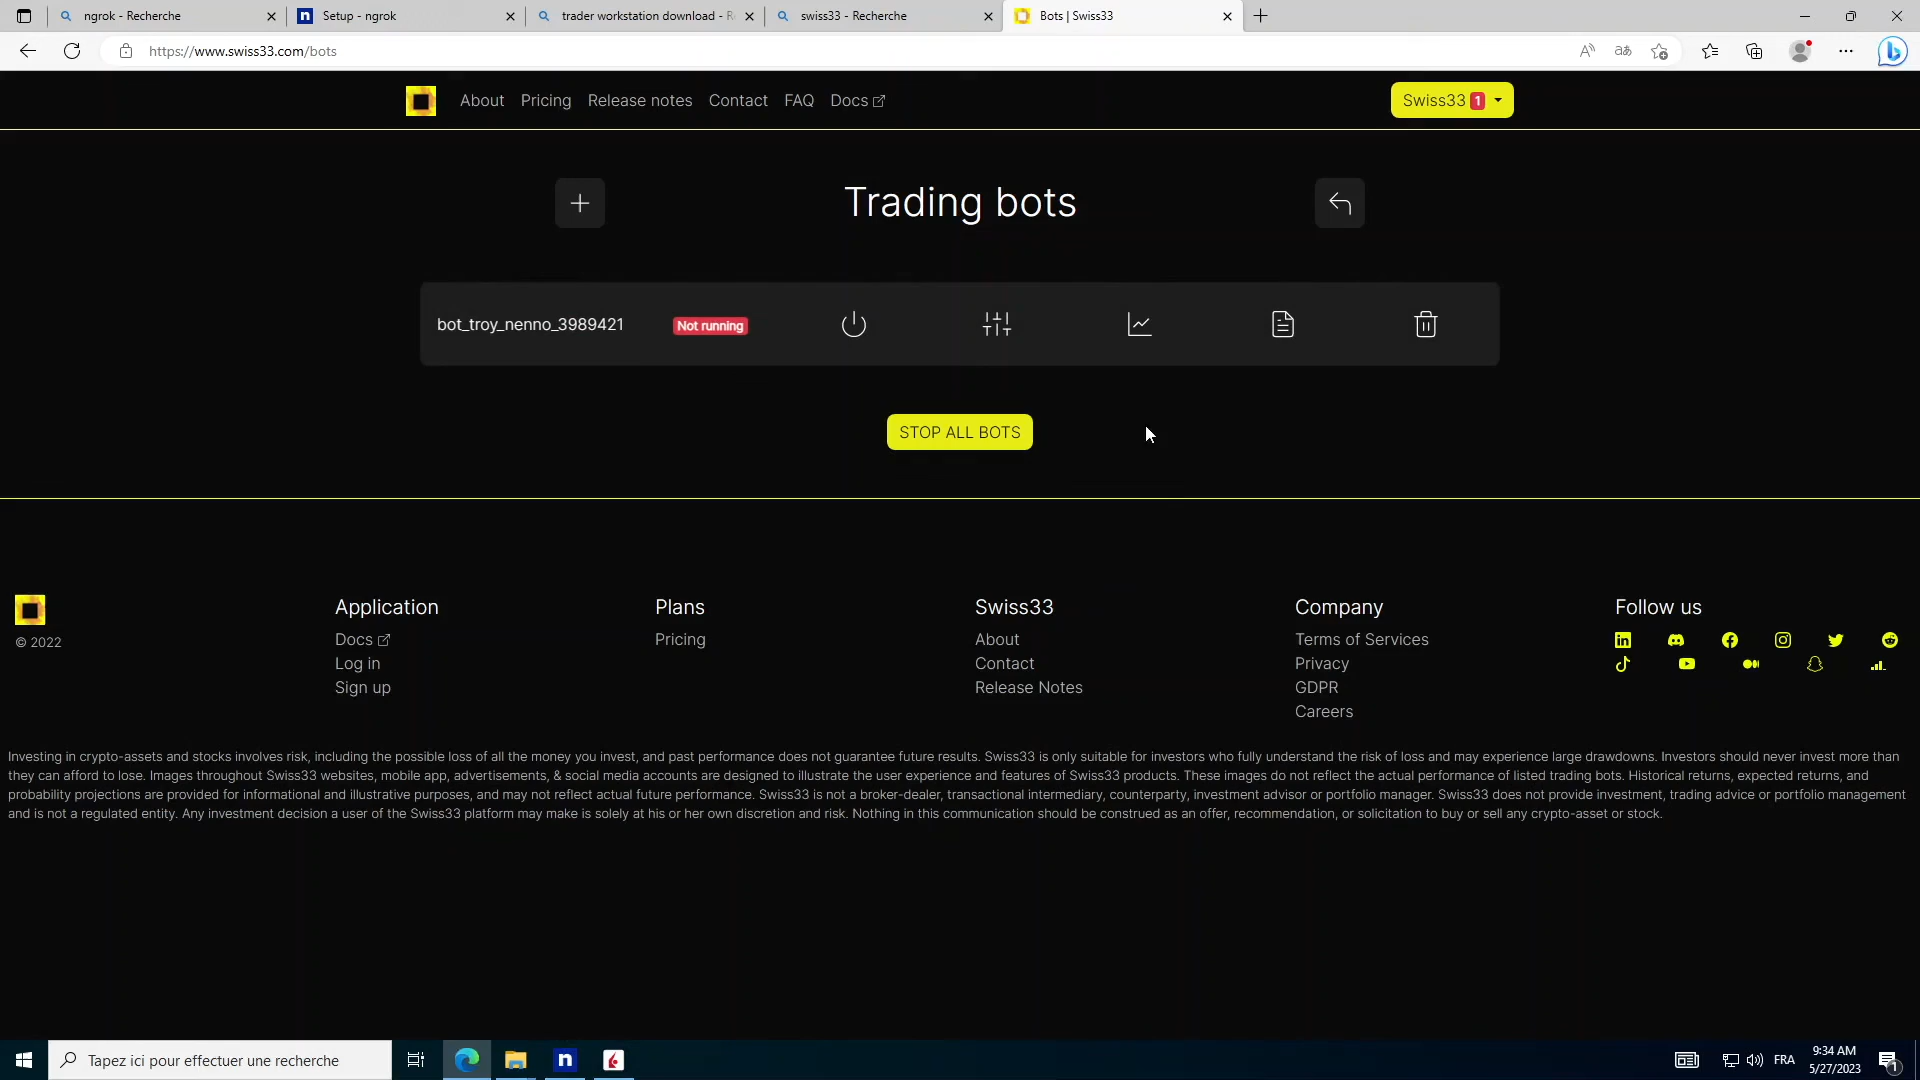 ngrok - Recherche
Setup - ngrok
trader workstation download - R
swiss33 - Recherche
Bots | Swiss33
https://www.swiss33.com/bots
About Pricing Release notes Contact FAQ Docs
Swiss33 1
Trading bots
bot_troy_nenno_3989421 Not running
STOP ALL BOTS
© 2022
Application
Docs
Log in
Sign up
Plans
Pricing
Swiss33
About
Contact
Release Notes
Company
Terms of Services
Privacy
GDPR
Careers
Follow us
Investing in crypto-assets and stocks involves risk, including the possible loss of all the money you invest, and past performance does not guarantee future results. Swiss33 is only suitable for investors who fully understand the risk of loss and may experience large drawdowns. Investors should never invest more than
they can afford to lose. Images throughout Swiss33 websites, mobile app, advertisements, & social media accounts are designed to illustrate the user experience and features of Swiss33 products. These images do not reflect the actual performance of listed trading bots. Historical returns, expected returns, and
probability projections are provided for informational and illustrative purposes, and may not reflect actual future performance. Swiss33 is not a broker-dealer, transactional intermediary, counterparty, investment advisor or portfolio manager. Swiss33 does not provide investment, trading advice or portfolio management
and is not a regulated entity. Any investment decision a user of the Swiss33 platform may make is solely at his or her own discretion and risk. Nothing in this communication should be construed as an offer, recommendation, or solicitation to buy or sell any crypto-asset or stock.
Tapez ici pour effectuer une recherche
FRA
9:34 AM
5/27/2023
1